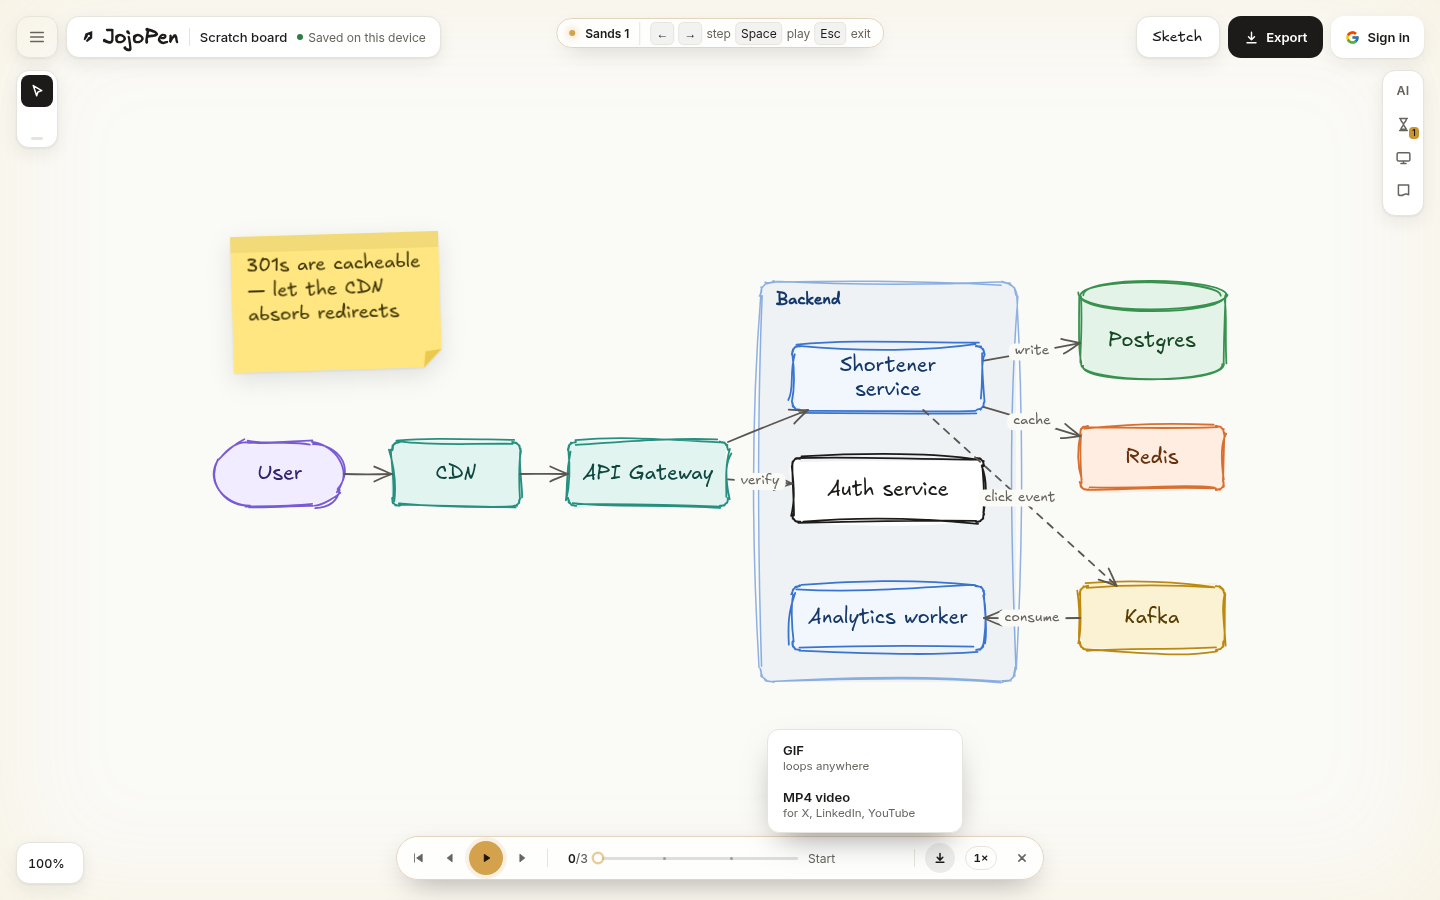 JojoPen
Scratch board
Saved on this device
Sands 1
← → step Space play Esc exit
Sketch
Export
Sign in
AI
1
301s are cacheable
— let the CDN
absorb redirects
Backend
Shortener
service
write
Postgres
cache
Redis
User
CDN
API Gateway
verify
Auth service
click event
Analytics worker
consume
Kafka
GIF
loops anywhere
MP4 video
for X, LinkedIn, YouTube
100%
0/3
Start
1×